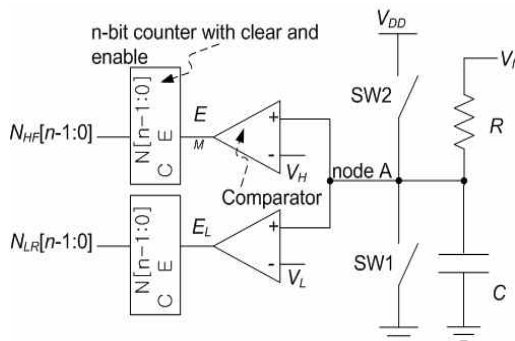 n-bit counter with clear and
enable
V_DD
SW2
R
N_HF[n-1:0]
N[n-1:0]
C E
E
M
+
-
V_H
Comparator
node A
N_LR[n-1:0]
N[n-1:0]
C E
E_L
+
-
V_L
SW1
C